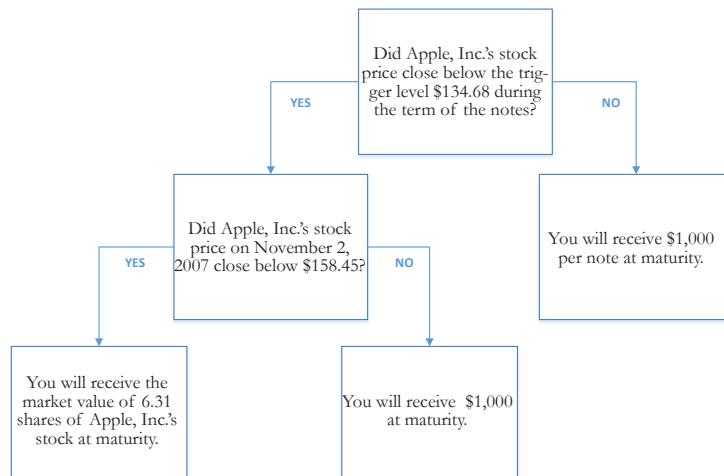 Did Apple, Inc.'s stock
price close below the trig-
ger level $134.68 during
the term of the notes?
YES
NO
Did Apple, Inc.'s stock
price on November 2,
2007 close below $158.45?
You will receive $1,000
per note at maturity.
YES
NO
You will receive the
market value of 6.31
shares of Apple, Inc.'s
stock at maturity.
You will receive $1,000
at maturity.